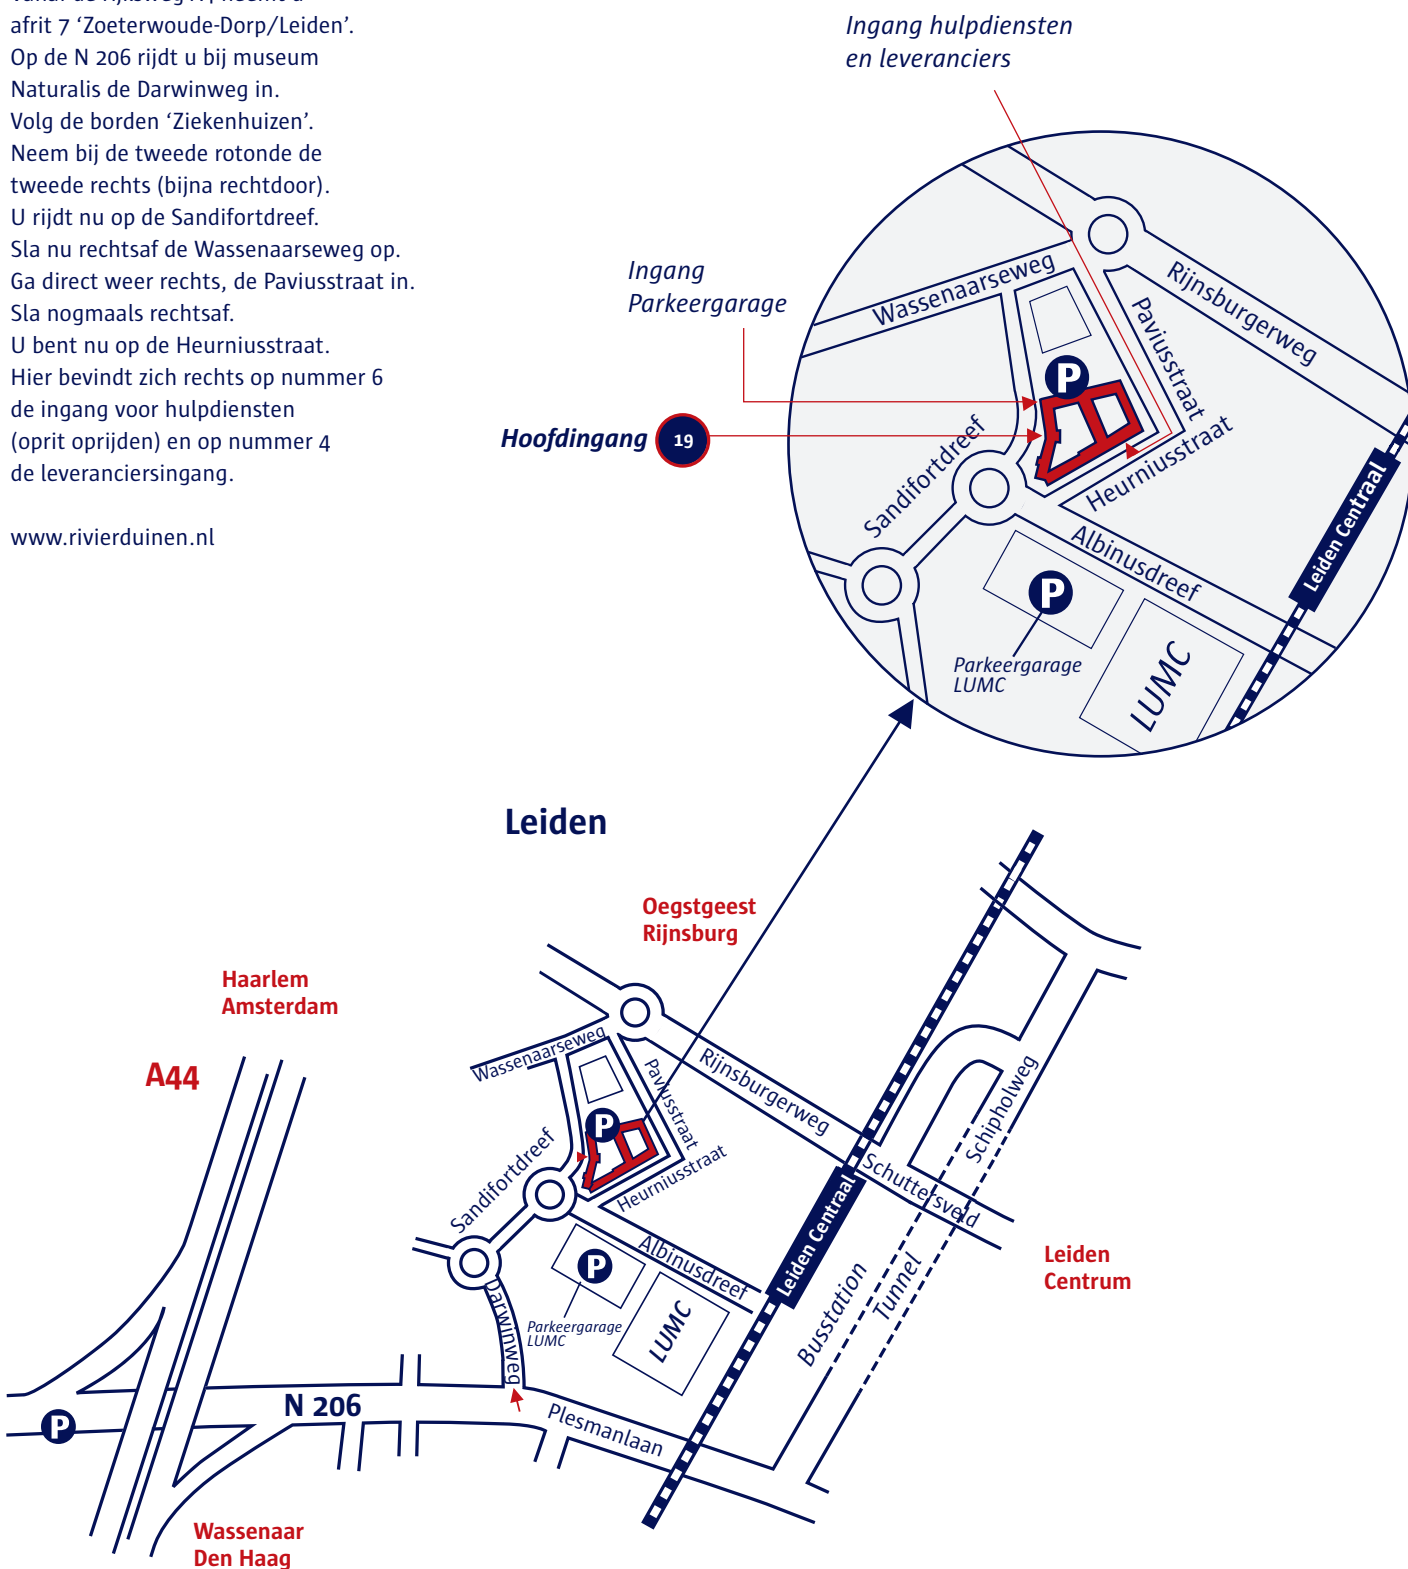 afrit 7 ‘Zoeterwoude-Dorp/Leiden’.
Op de N 206 rijdt u bij museum
Naturalis de Darwinweg in.
Volg de borden ‘Ziekenhuizen’.
Neem bij de tweede rotonde de
tweede rechts (bijna rechtdoor).
U rijdt nu op de Sandifortdreef.
Sla nu rechtsaf de Wassenaarseweg op.
Ga direct weer rechts, de Paviusstraat in.
Sla nogmaals rechtsaf.
U bent nu op de Heurniusstraat.
Hier bevindt zich rechts op nummer 6
de ingang voor hulpdiensten
(oprit oprijden) en op nummer 4
de leveranciersingang.
www.rivierduinen.nl
Ingang hulpdiensten
en leveranciers
Ingang
Parkeergarage
Hoofdingang 19
Wassenaarseweg
Rijnsburgerweg
Paviusstraat
P
Sandifortdreef
Heurniusstraat
Albinusdreef
Leiden Centraal
P
Parkeergarage
LUMC
LUMC
Leiden
Oegstgeest
Rijnsburg
Haarlem
Amsterdam
A44
Wassenaarseweg
Paviusstraat
Rijnsburgerweg
P
Sandifortdreef
Heurniusstraat
Schipholweg
Schuttersveld
Albinusdreef
Leiden Centraal
Leiden
Centrum
P
Darwinweg
Parkeergarage
LUMC
LUMC
Busstation
Tunnel
N 206
P
Plesmanlaan
Wassenaar
Den Haag